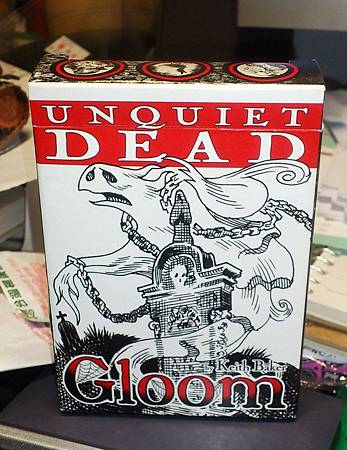 UNQUIET
DEAD
Keith Baker
Gloom